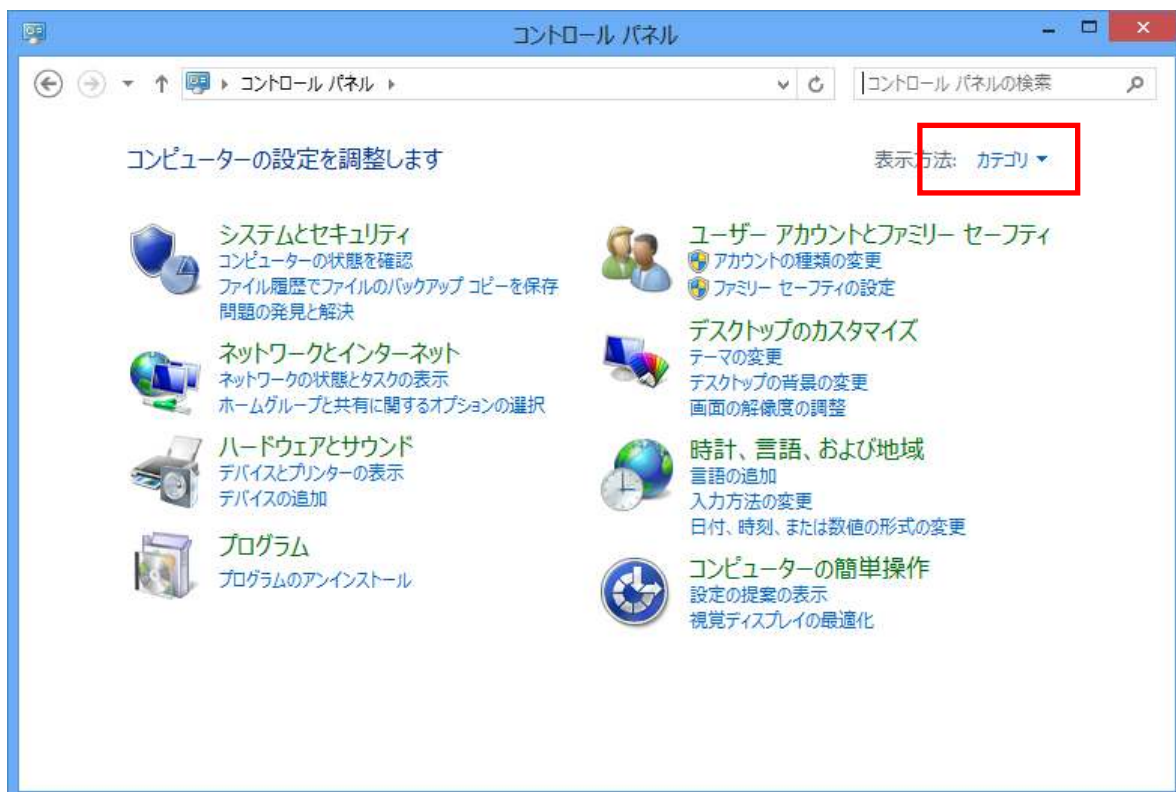 コントロール パネル
コントロール パネル
コントロール パネルの検索
コンピューターの設定を調整します
表示方法: カテゴリ
システムとセキュリティ
コンピューターの状態を確認
ファイル履歴でファイルのバックアップ コピーを保存
問題の発見と解決
ネットワークとインターネット
ネットワークの状態とタスクの表示
ホームグループと共有に関するオプションの選択
ハードウェアとサウンド
デバイスとプリンターの表示
デバイスの追加
プログラム
プログラムのアンインストール
ユーザー アカウントとファミリー セーフティ
アカウントの種類の変更
ファミリー セーフティの設定
デスクトップのカスタマイズ
テーマの変更
デスクトップの背景の変更
画面の解像度の調整
時計、言語、および地域
言語の追加
入力方法の変更
日付、時刻、または数値の形式の変更
コンピューターの簡単操作
設定の提案の表示
視覚ディスプレイの最適化